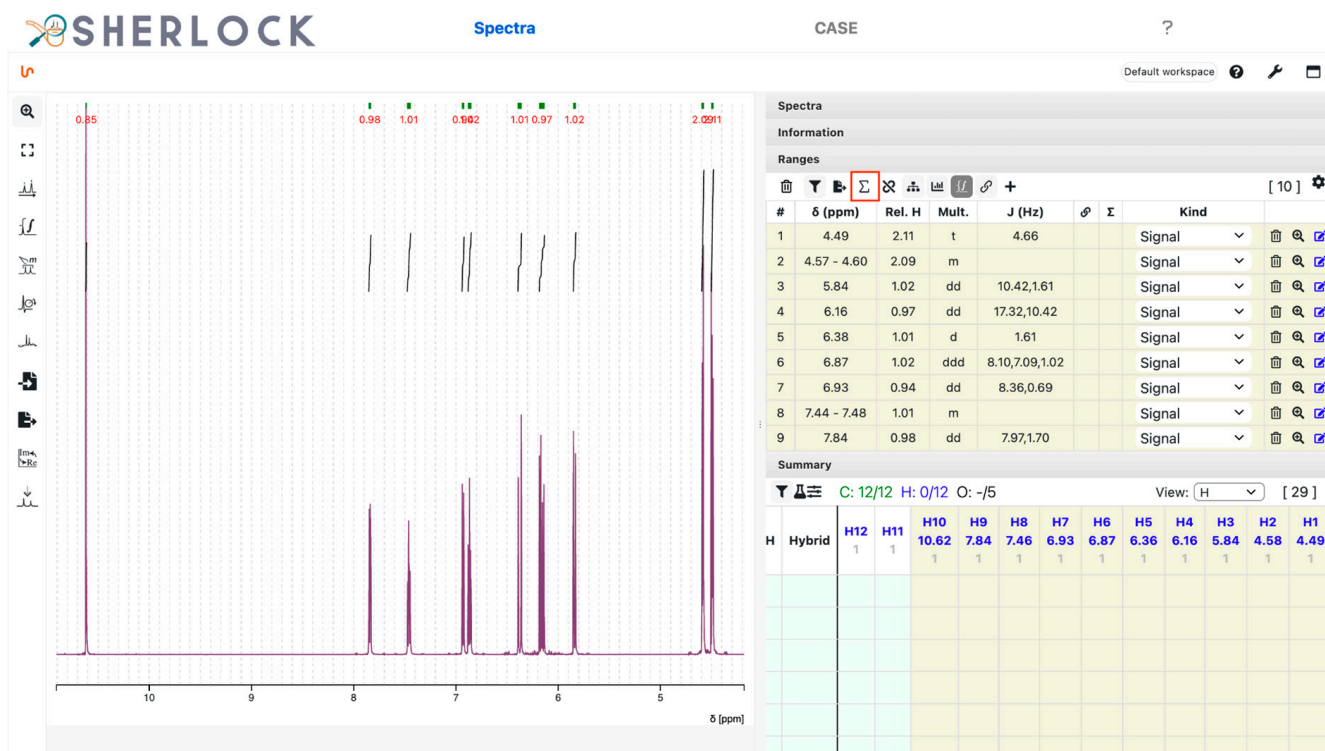 SHERLOCK Spectra CASE ?
Default workspace ?
Spectra
Information
Ranges
Σ [ 10 ]
# δ (ppm) Rel. H Mult. J (Hz) Σ Kind
1 4.49 2.11 t 4.66 Signal
2 4.57 - 4.60 2.09 m Signal
3 5.84 1.02 dd 10.42,1.61 Signal
4 6.16 0.97 dd 17.32,10.42 Signal
5 6.38 1.01 d 1.61 Signal
6 6.87 1.02 ddd 8.10,7.09,1.02 Signal
7 6.93 0.94 dd 8.36,0.69 Signal
8 7.44 - 7.48 1.01 m Signal
9 7.84 0.98 dd 7.97,1.70 Signal
Summary
C: 12/12 H: 0/12 O: -/5 View: H [ 29 ]
H Hybrid H12 H11 H10 H9 H8 H7 H6 H5 H4 H3 H2 H1
10.62 7.84 7.46 6.93 6.87 6.36 6.16 5.84 4.58 4.49
1 1 1 1 1 1 1 1 1 1 1 1
0.85 0.98 1.01 1.01 0.97 1.02
10 9 8 7 6 5
δ [ppm]